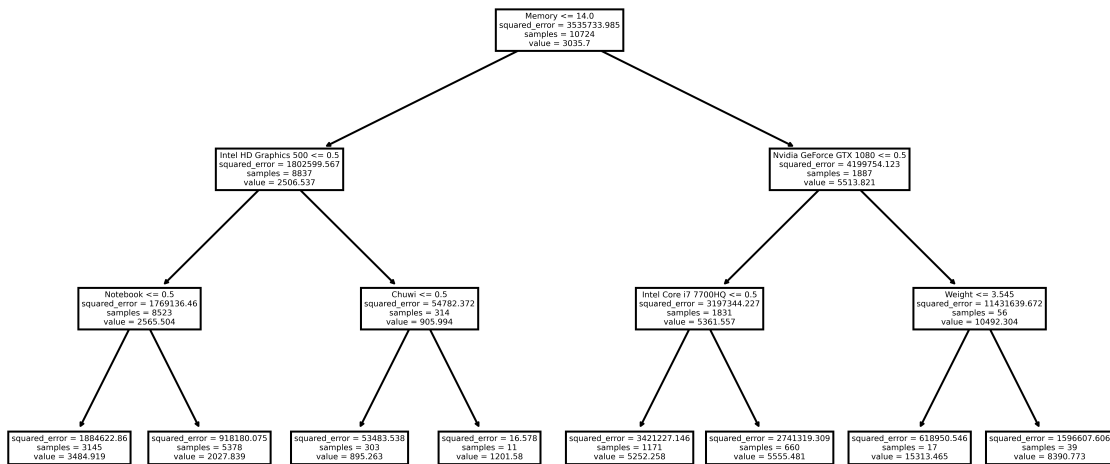 Memory <= 14.0
squared_error = 3535733.985
samples = 10724
value = 3035.7
Intel HD Graphics 500 <= 0.5
squared_error = 1802599.567
samples = 8837
value = 2506.537
Nvidia GeForce GTX 1080 <= 0.5
squared_error = 4199754.123
samples = 1887
value = 5513.821
Notebook <= 0.5
squared_error = 1769136.46
samples = 8523
value = 2565.504
Chuwi <= 0.5
squared_error = 54782.372
samples = 314
value = 905.994
Intel Core i7 7700HQ <= 0.5
squared_error = 3197344.227
samples = 1831
value = 5361.557
Weight <= 3.545
squared_error = 11431639.672
samples = 56
value = 10492.304
squared_error = 1884622.86
samples = 3145
value = 3484.919
squared_error = 918180.075
samples = 5378
value = 2027.839
squared_error = 53483.538
samples = 303
value = 895.263
squared_error = 16.578
samples = 11
value = 1201.58
squared_error = 3421227.146
samples = 1171
value = 5252.258
squared_error = 2741319.309
samples = 660
value = 5555.481
squared_error = 618950.546
samples = 17
value = 15313.465
squared_error = 1596607.606
samples = 39
value = 8390.773